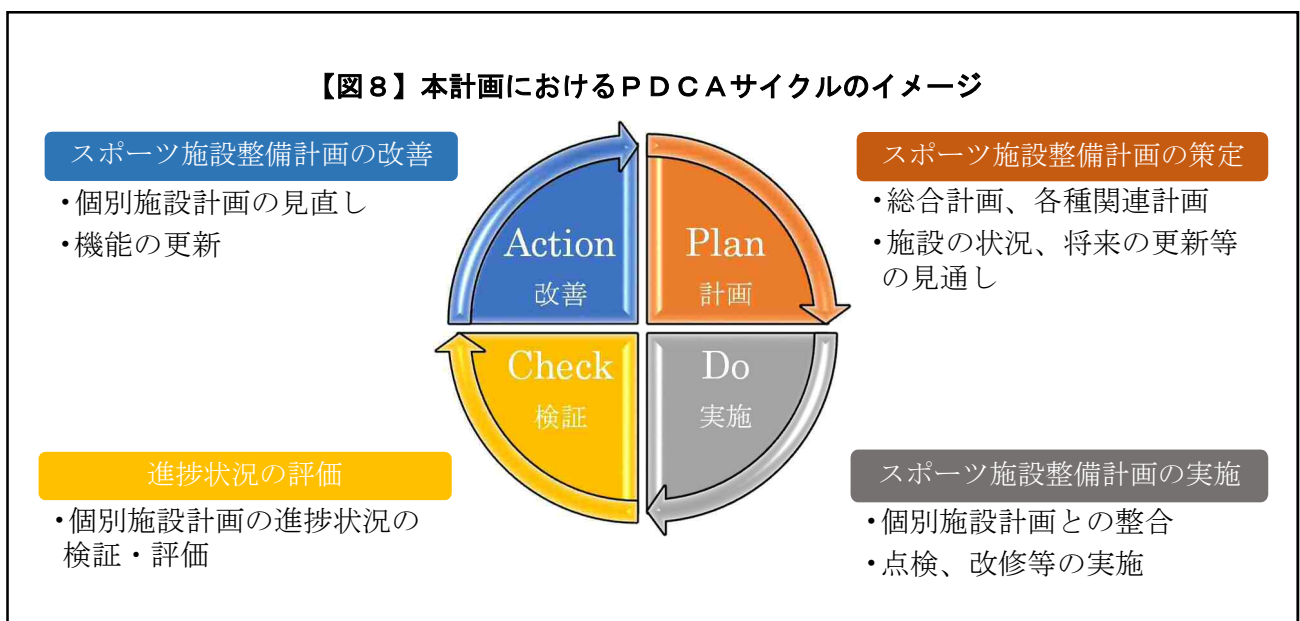 【図８】本計画におけるＰＤＣＡサイクルのイメージ
スポーツ施設整備計画の改善
・個別施設計画の見直し
・機能の更新
Action
改善
Plan
計画
スポーツ施設整備計画の策定
・総合計画、各種関連計画
・施設の状況、将来の更新等
の見通し
Check
検証
Do
実施
進捗状況の評価
・個別施設計画の進捗状況の
検証・評価
スポーツ施設整備計画の実施
・個別施設計画との整合
・点検、改修等の実施